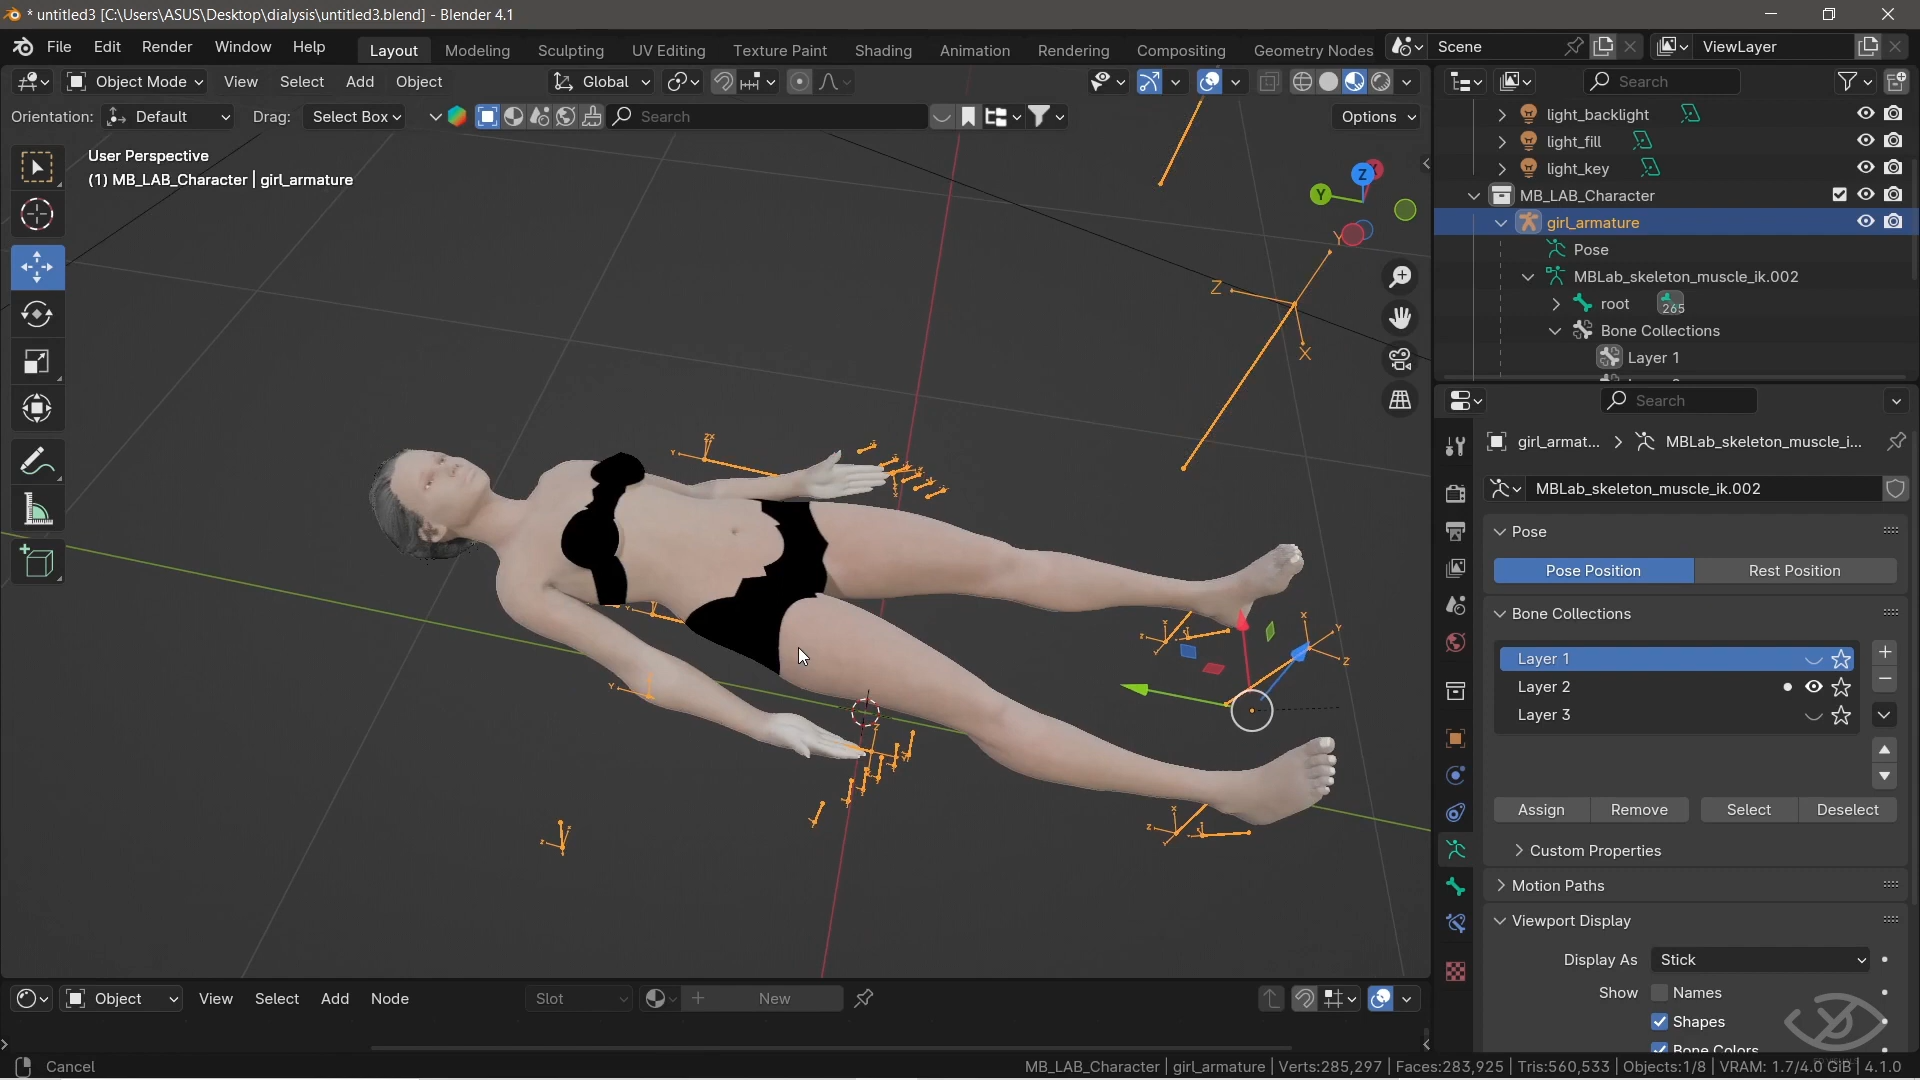 * untitled3 [C:\Users\ASUS\Desktop\dialysis\untitled3.blend] - Blender 4.1
File Edit Render Window Help Layout Modeling Sculpting UV Editing Texture Paint Shading Animation Rendering Compositing Geometry Nodes Scene ViewLayer
Object Mode View Select Add Object Global
Search
Orientation: Default Drag: Select Box Search Options
User Perspective
(1) MB_LAB_Character | girl_armature
light_backlight
light_fill
light_key
MB_LAB_Character
girl_armature
Pose
MBLab_skeleton_muscle_ik.002
root 265
Bone Collections
Layer 1
Z
Y
Y
Z
X
Search
girl_armat... > MBLab_skeleton_muscle_i...
MBLab_skeleton_muscle_ik.002
Pose
Pose Position Rest Position
Bone Collections
Layer 1
Layer 2
Layer 3
Assign Remove Select Deselect
Custom Properties
Motion Paths
Viewport Display
Display As Stick
Show Names
Shapes
Bone Colors
Object View Select Add Node Slot New
Cancel
MB_LAB_Character | girl_armature | Verts:285,297 | Faces:283,925 | Tris:560,533 | Objects:1/8 | VRAM: 1.7/4.0 GiB | 4.1.0